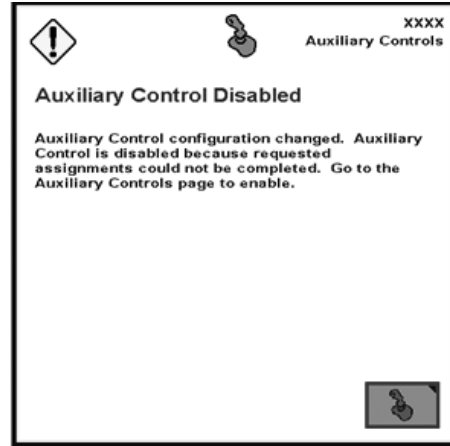 XXXX
Auxiliary Controls
Auxiliary Control Disabled
Auxiliary Control configuration changed. Auxiliary
Control is disabled because requested
assignments could not be completed. Go to the
Auxiliary Controls page to enable.